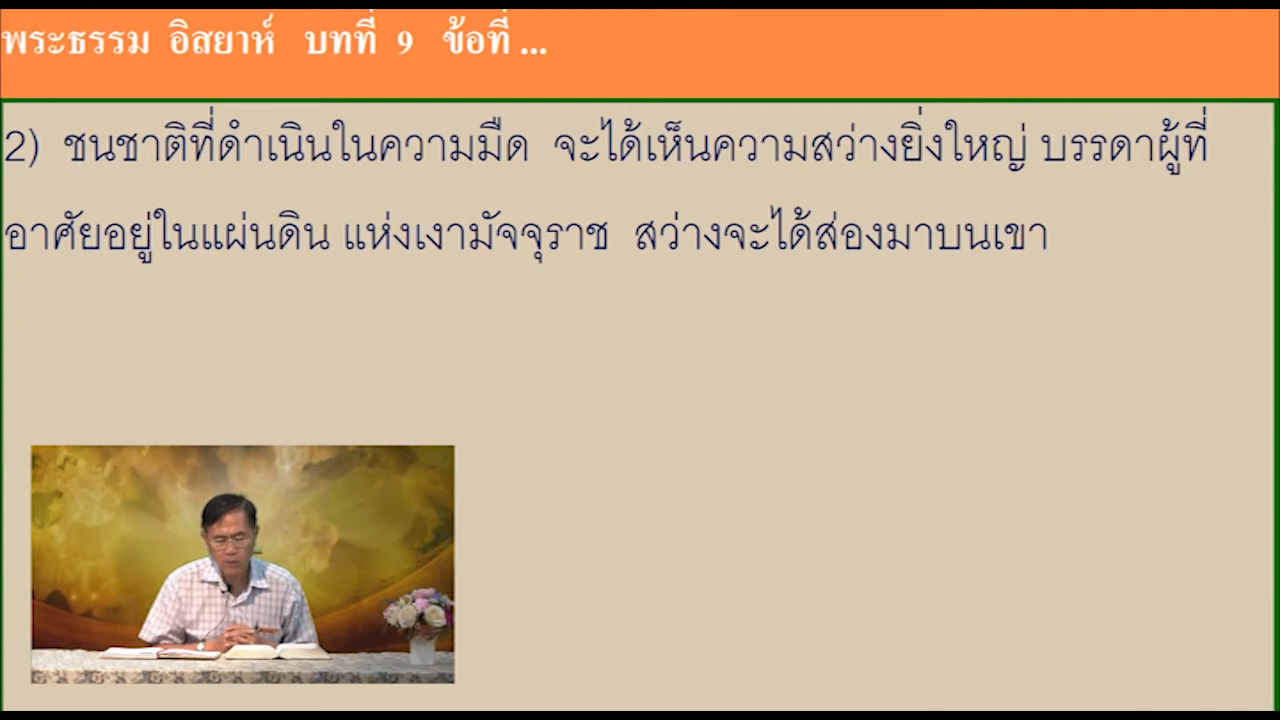 พระธรรม อิสยาห์ บทที่ 9 ข้อที่ ...
2) ชนชาติที่ดำเนินในความมืด จะได้เห็นความสว่างยิ่งใหญ่ บรรดาผู้ที่
อาศัยอยู่ในแผ่นดิน แห่งเงามัจจุราช สว่างจะได้ส่องมาบนเขา